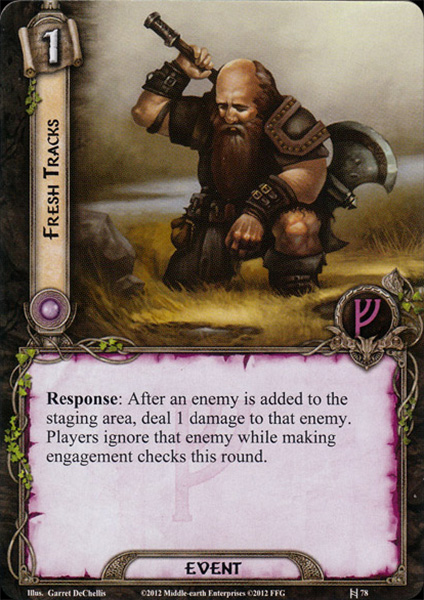 1
Fresh Tracks
Response: After an enemy is added to the
staging area, deal 1 damage to that enemy.
Players ignore that enemy while making
engagement checks this round.
EVENT
Illus. Garret DeChellis ©2012 Middle-earth Enterprises ©2012 FFG 78